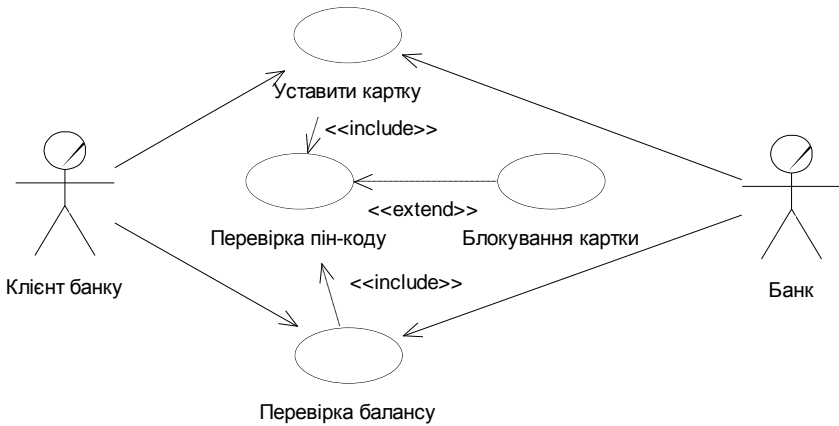 Уставити картку
<<include>>
<<extend>>
Перевірка пін-коду
Блокування картки
<<include>>
Клієнт банку
Банк
Перевірка балансу